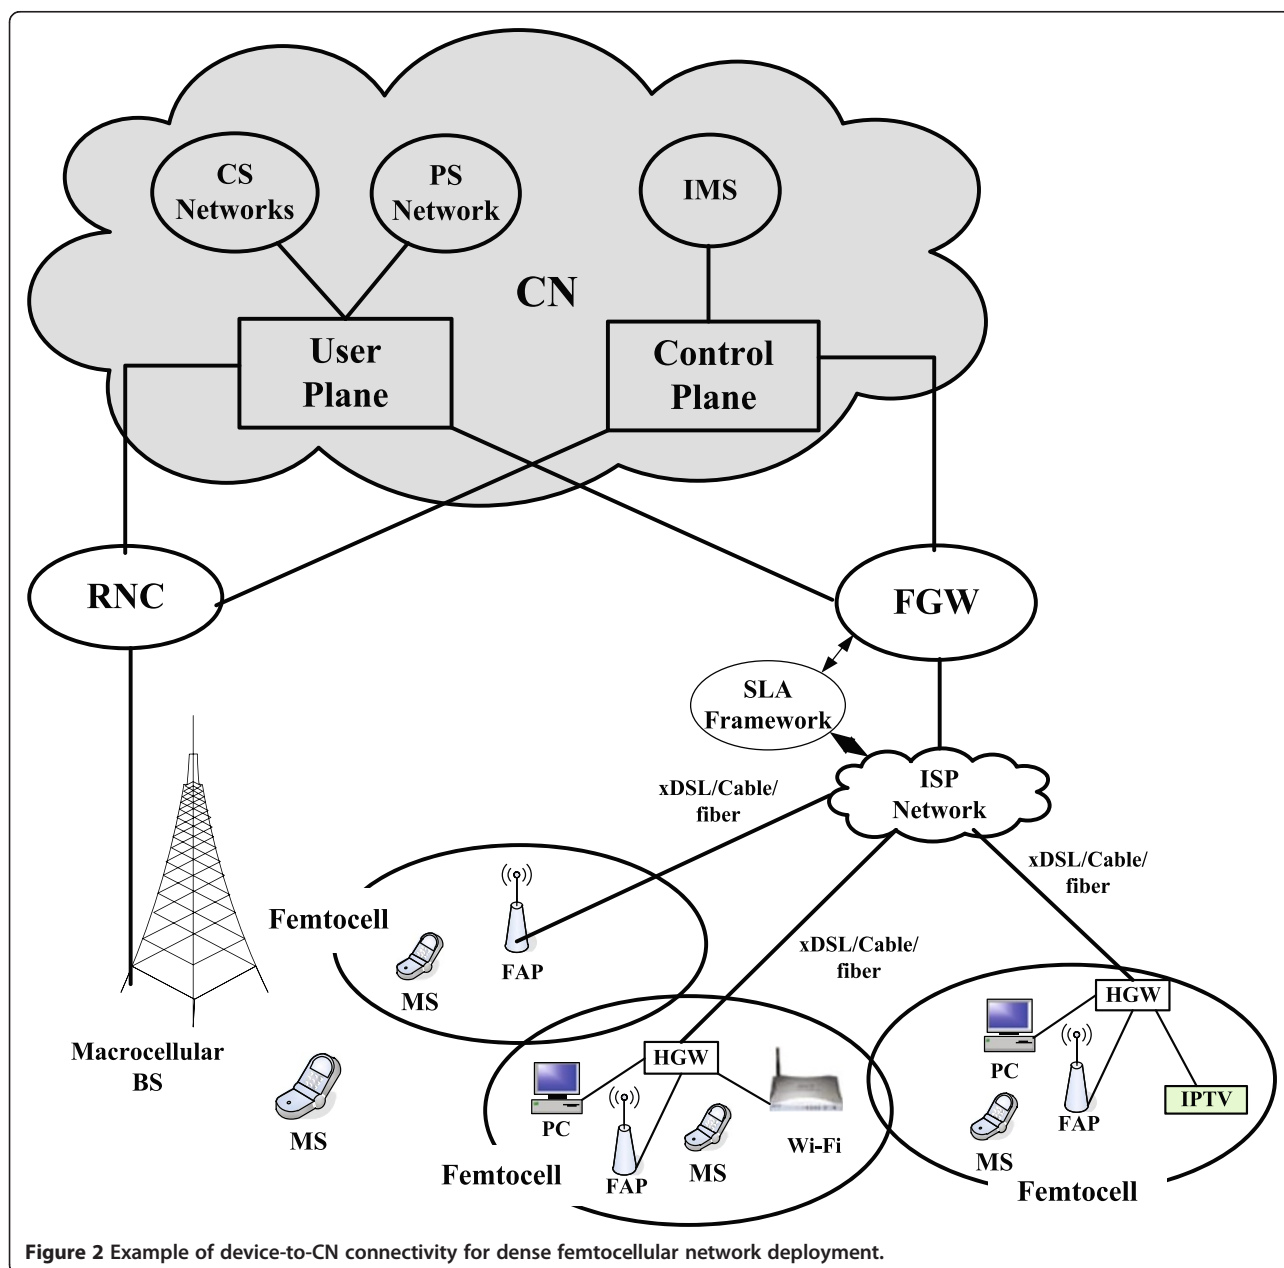 CS
Networks
PS
Network
IMS
CN
User
Plane
Control
Plane
RNC
FGW
SLA
Framework
ISP
Network
xDSL/Cable/
fiber
xDSL/Cable/
fiber
xDSL/Cable/
fiber
Femtocell
FAP
MS
Macrocellular
BS
MS
HGW
PC
FAP
MS
Wi-Fi
Femtocell
HGW
PC
FAP
IPTV
MS
Femtocell
Figure 2 Example of device-to-CN connectivity for dense femtocellular network deployment.